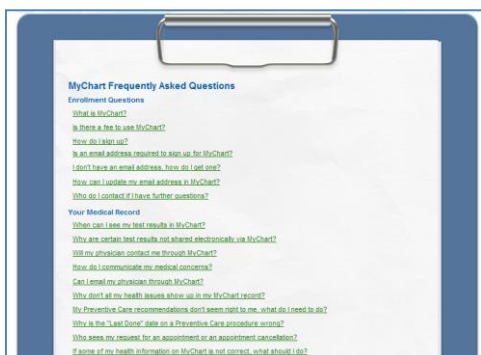 MyChart Frequently Asked Questions
Enrollment Questions
What is MyChart?
Is there a fee to use MyChart?
How do I sign up?
Is an email address required to sign up for MyChart?
I don't have an email address, how do I get one?
How can I update my email address in MyChart?
Who do I contact if I have further questions?
Your Medical Record
When can I see my test results in MyChart?
Why are certain test results not shared electronically via MyChart?
Will my physician contact me through MyChart?
How do I communicate my medical concerns?
Can I email my physician through MyChart?
Why don't all my health issues show up in my MyChart record?
My Preventive Care recommendations don't seem right to me, what do I need to do?
Why is the "Last Done" date on a Preventive Care procedure wrong?
Who sees my request for an appointment or an appointment cancellation?
If some of my health information on MyChart is not correct, what should I do?